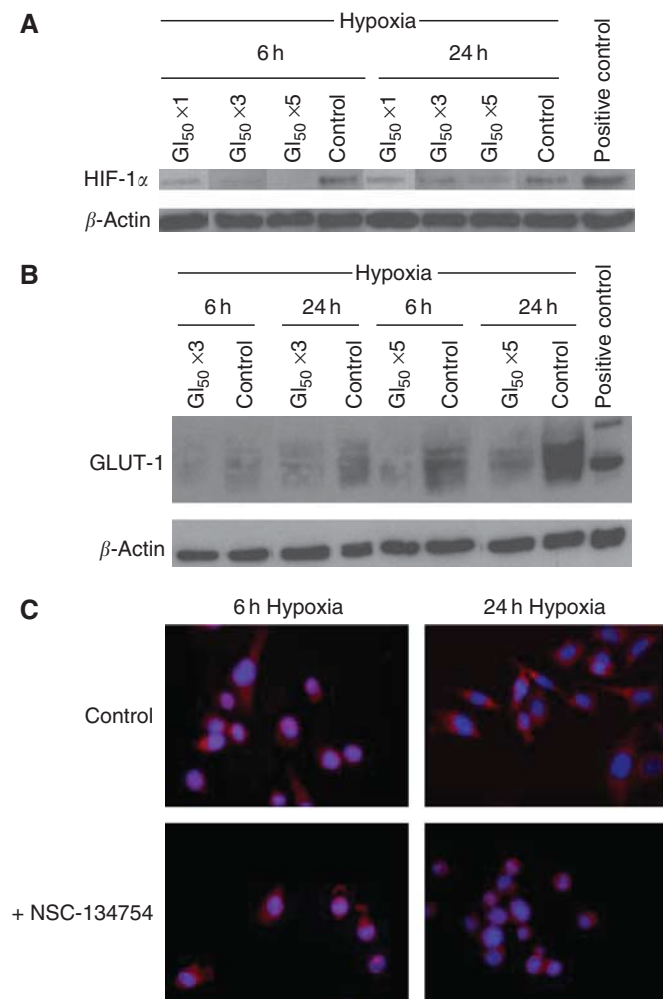 A
Hypoxia
6 h
24 h
GI50 ×1
GI50 ×3
GI50 ×5
Control
GI50 ×1
GI50 ×3
GI50 ×5
Control
Positive control
HIF-1α
β-Actin
B
Hypoxia
6 h
24 h
6 h
24 h
GI50 ×3
Control
GI50 ×3
Control
GI50 ×5
Control
GI50 ×5
Control
Positive control
GLUT-1
β-Actin
C
6 h Hypoxia
24 h Hypoxia
Control
+ NSC-134754